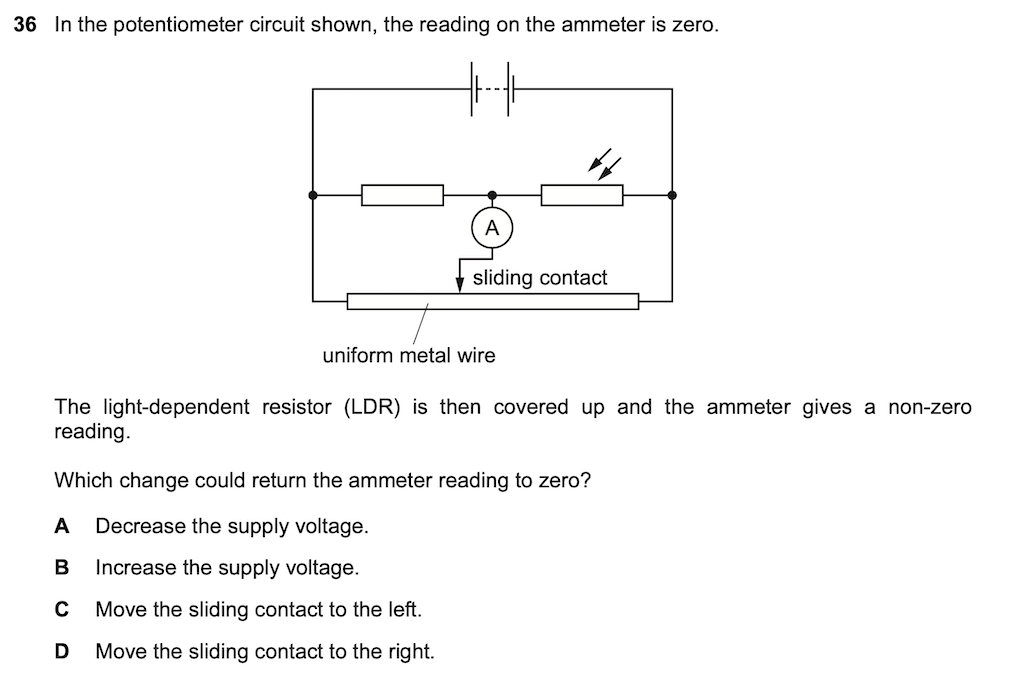 36 In the potentiometer circuit shown, the reading on the ammeter is zero.
A
sliding contact
uniform metal wire
The light-dependent resistor (LDR) is then covered up and the ammeter gives a non-zero
reading.
Which change could return the ammeter reading to zero?
A Decrease the supply voltage.
B Increase the supply voltage.
C Move the sliding contact to the left.
D Move the sliding contact to the right.